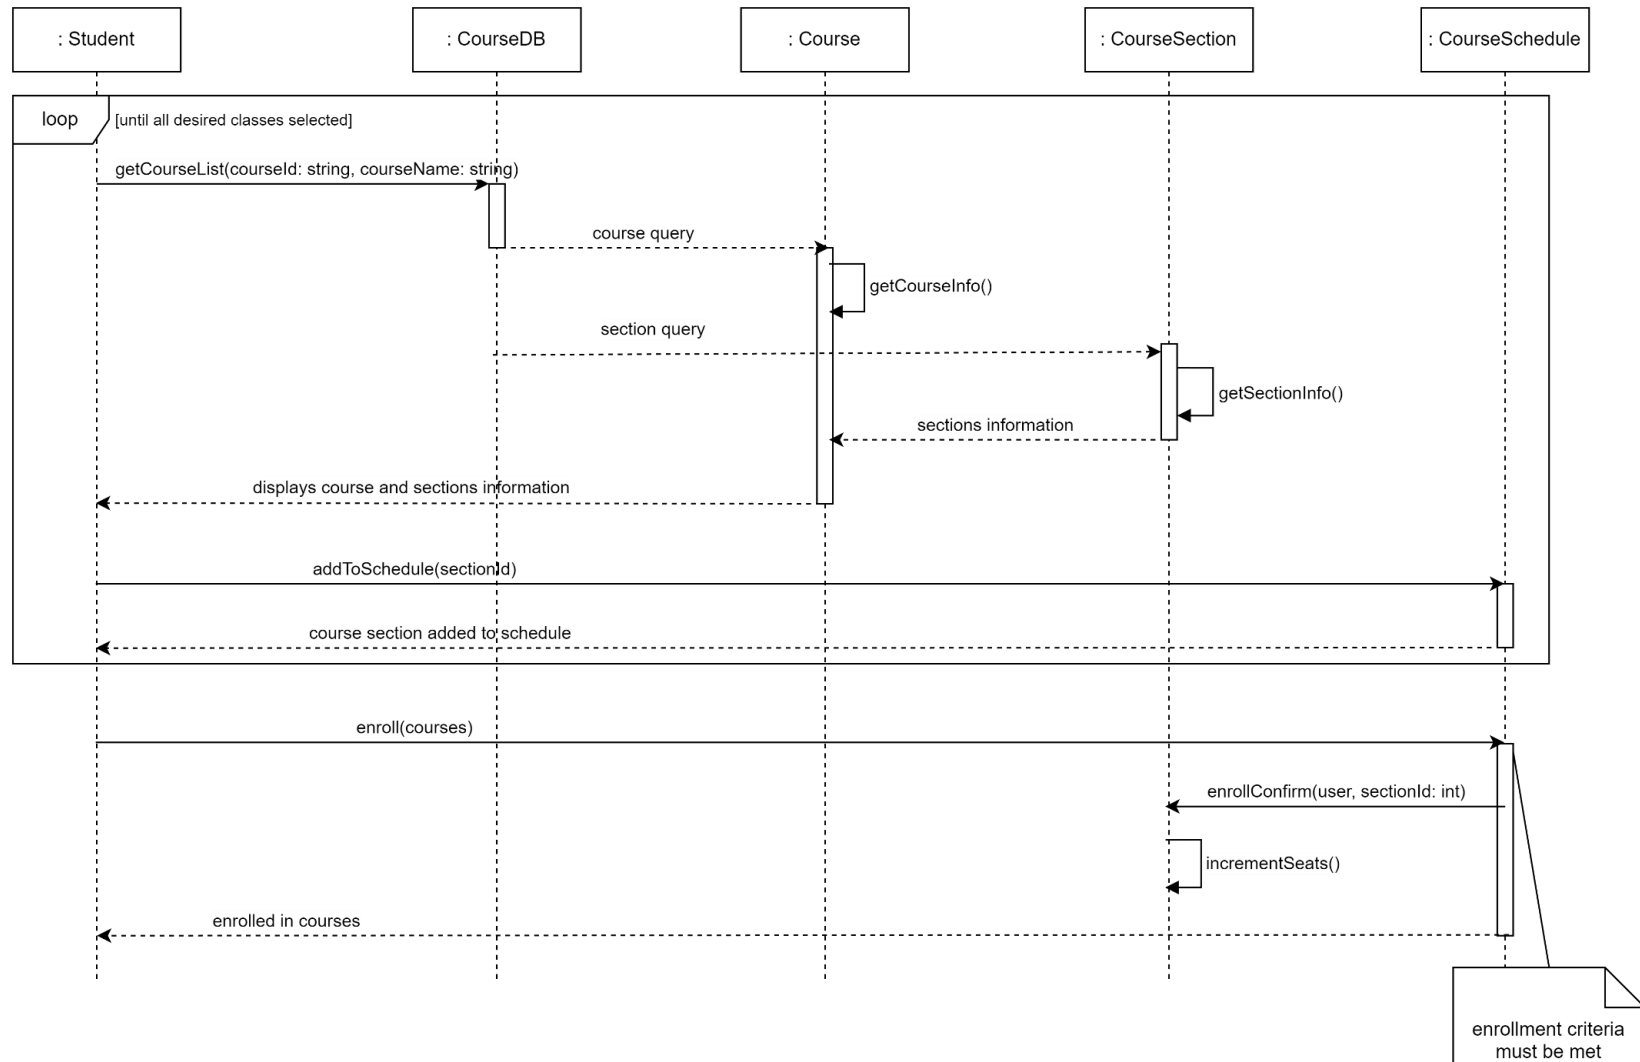 : Student
: CourseDB
: Course
: CourseSection
: CourseSchedule
loop
[until all desired classes selected]
getCourseList(courseId: string, courseName: string)
course query
getCourseInfo()
section query
getSectionInfo()
sections information
displays course and sections information
addToSchedule(sectionId)
course section added to schedule
enroll(courses)
enrollConfirm(user, sectionId: int)
incrementSeats()
enrolled in courses
enrollment criteria
must be met